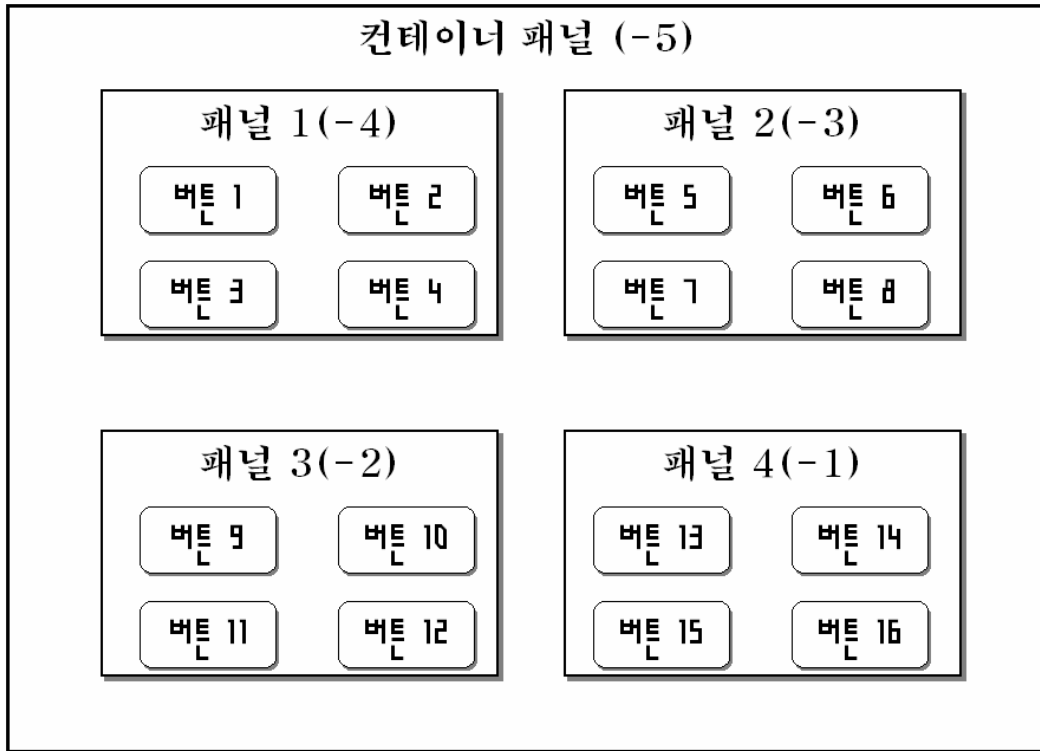 컨테이너 패널 (-5)
패널 1(-4)
버튼 1
버튼 2
버튼 3
버튼 4
패널 2(-3)
버튼 5
버튼 6
버튼 7
버튼 8
패널 3(-2)
버튼 9
버튼 10
버튼 11
버튼 12
패널 4(-1)
버튼 13
버튼 14
버튼 15
버튼 16